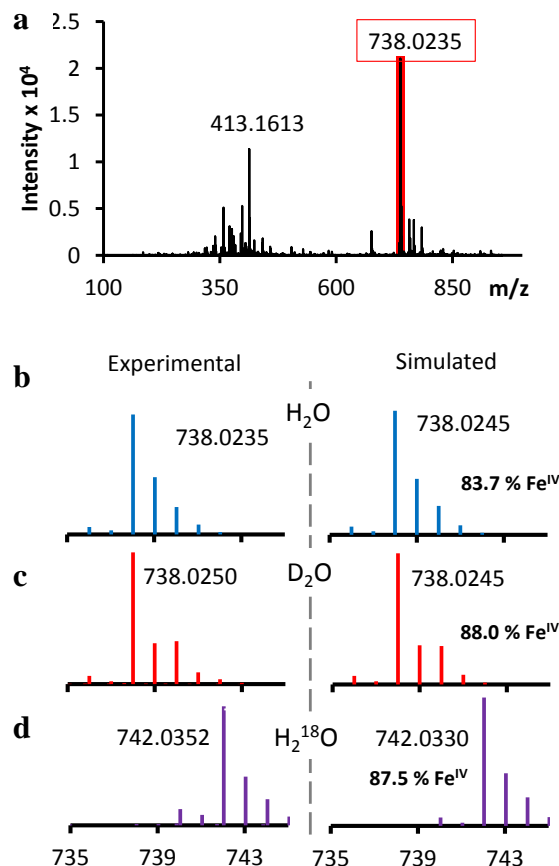 a
Intensity x 10⁴
2.5
2
1.5
1
0.5
0
738.0235
413.1613
100 350 600 850 m/z
Experimental Simulated
b
H₂O
738.0235 738.0245
83.7 % Feᴵⱽ
c
D₂O
738.0250 738.0245
88.0 % Feᴵⱽ
d
H₂¹⁸O
742.0352 742.0330
87.5 % Feᴵⱽ
735 739 743 735 739 743